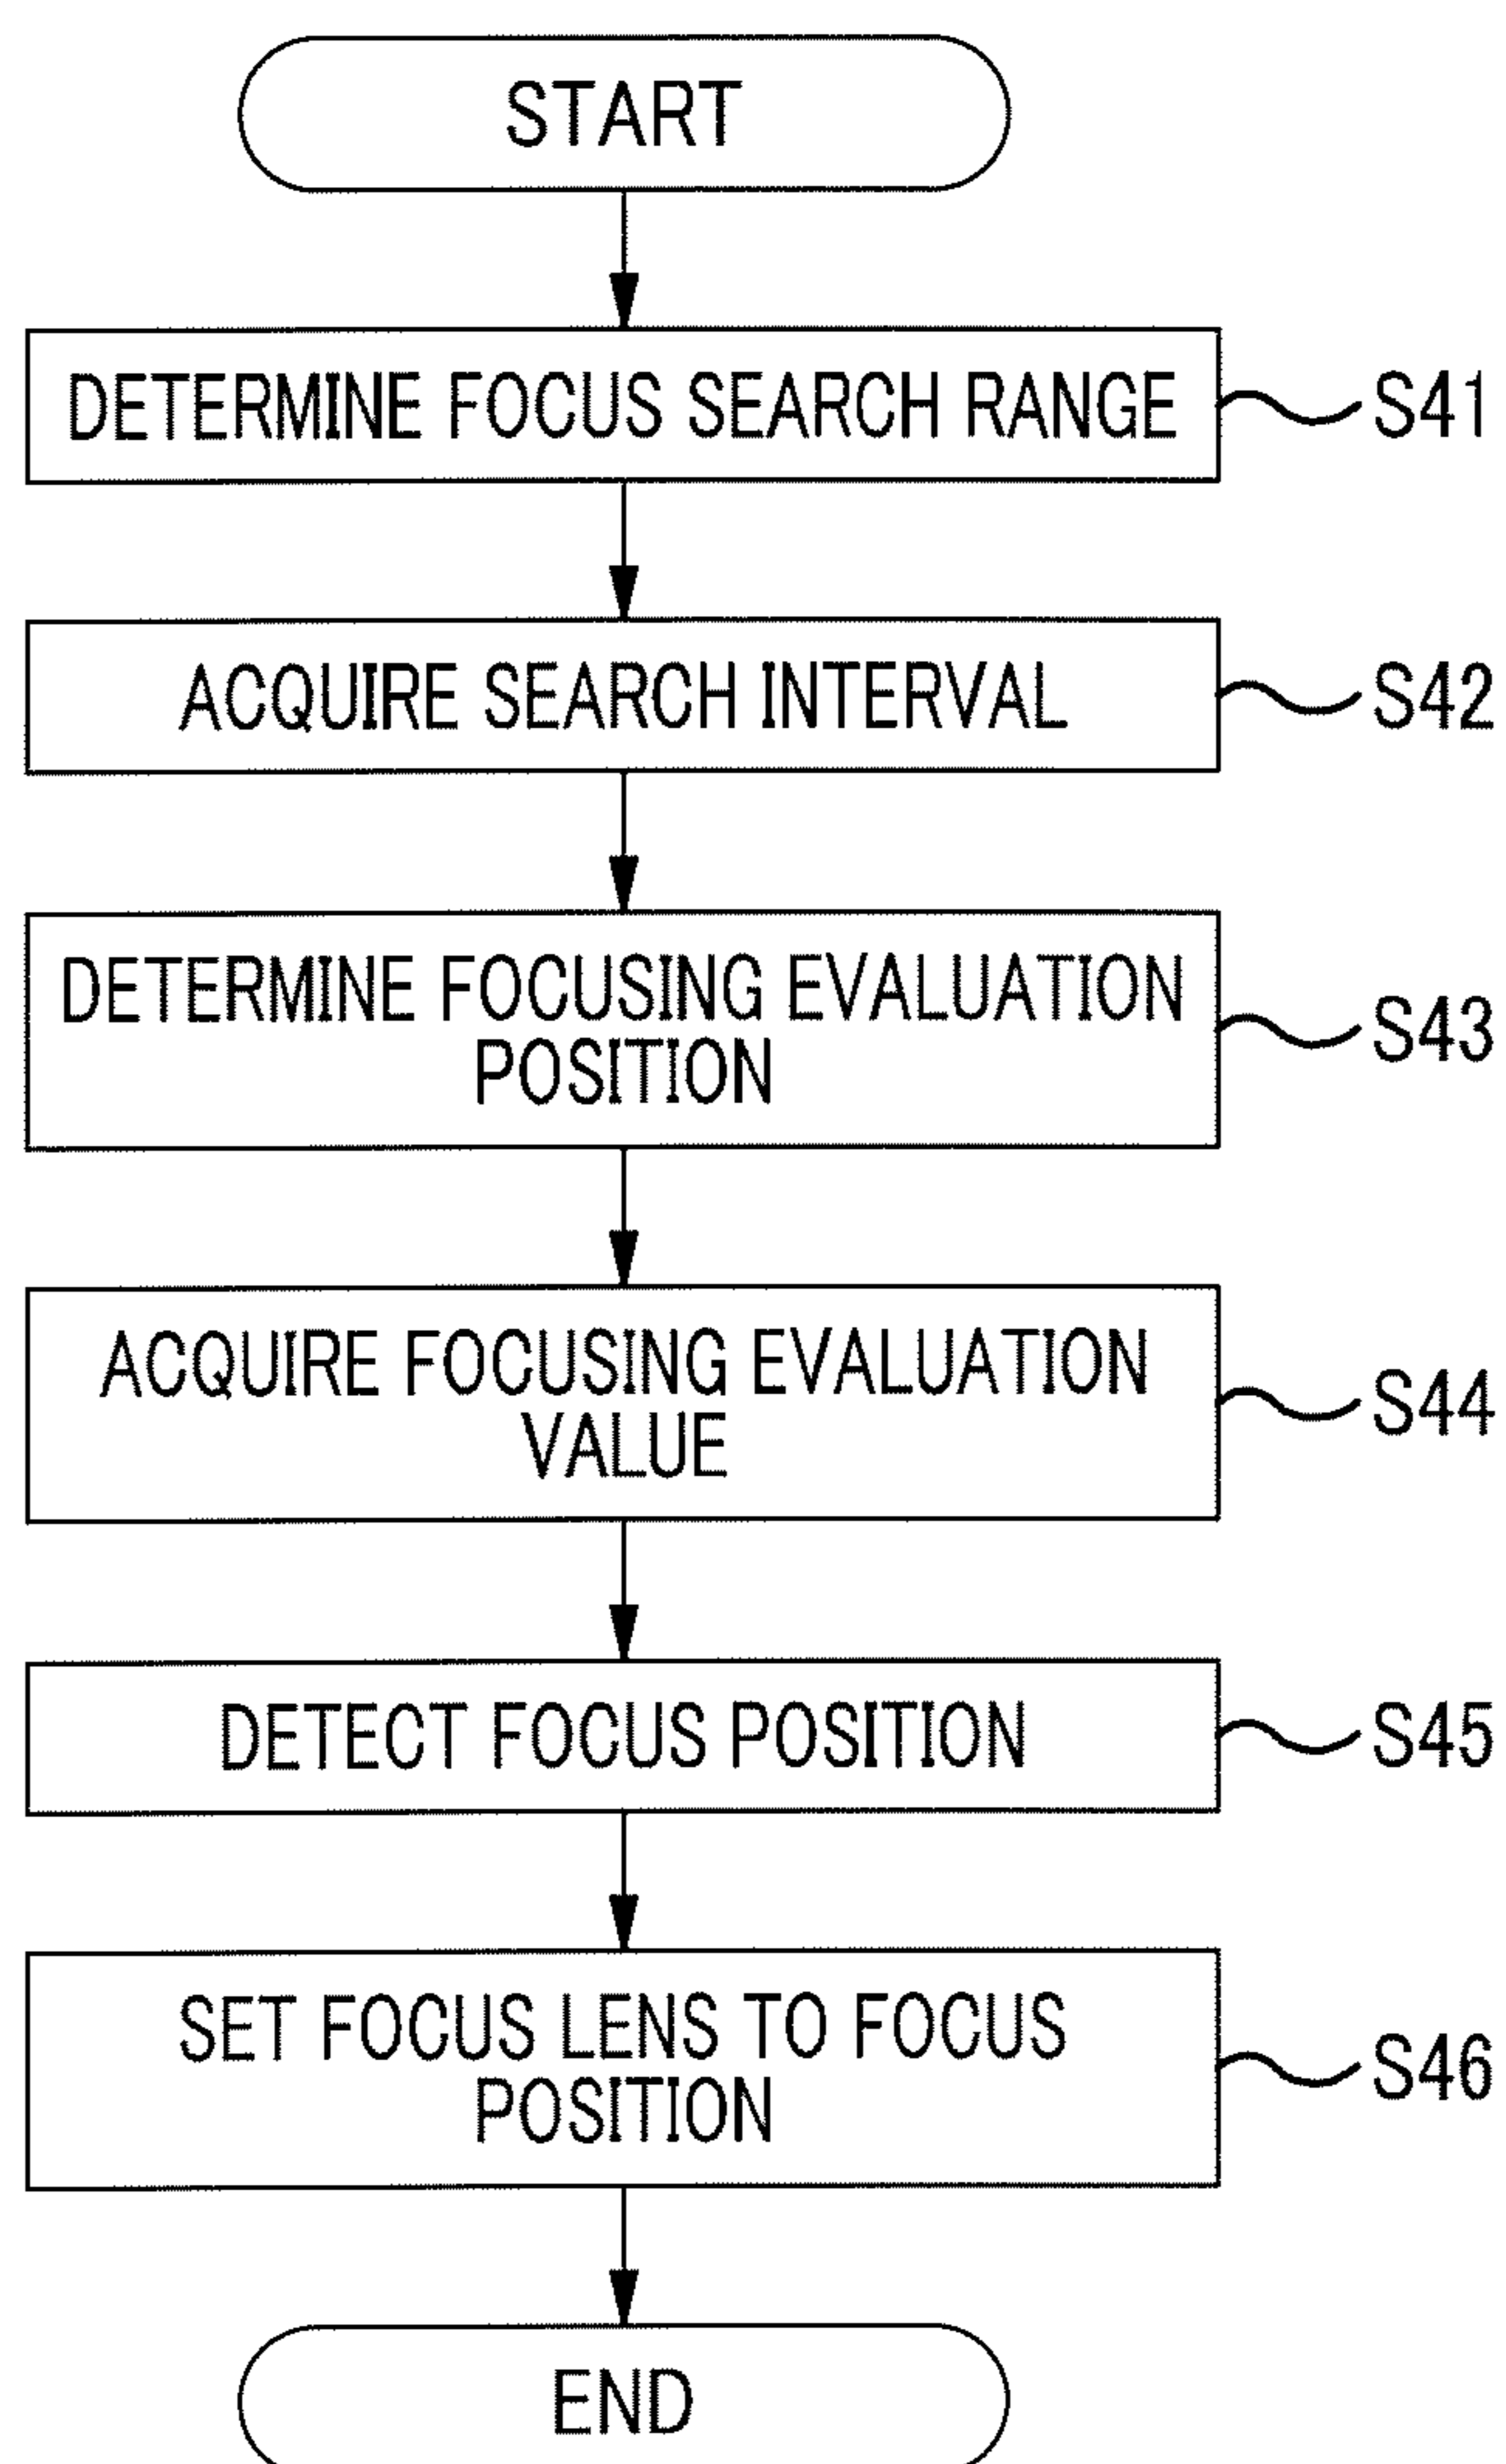 START
DETERMINE FOCUS SEARCH RANGE
S41
ACQUIRE SEARCH INTERVAL
S42
DETERMINE FOCUSING EVALUATION
POSITION
S43
ACQUIRE FOCUSING EVALUATION
VALUE
S44
DETECT FOCUS POSITION
S45
SET FOCUS LENS TO FOCUS
POSITION
S46
END